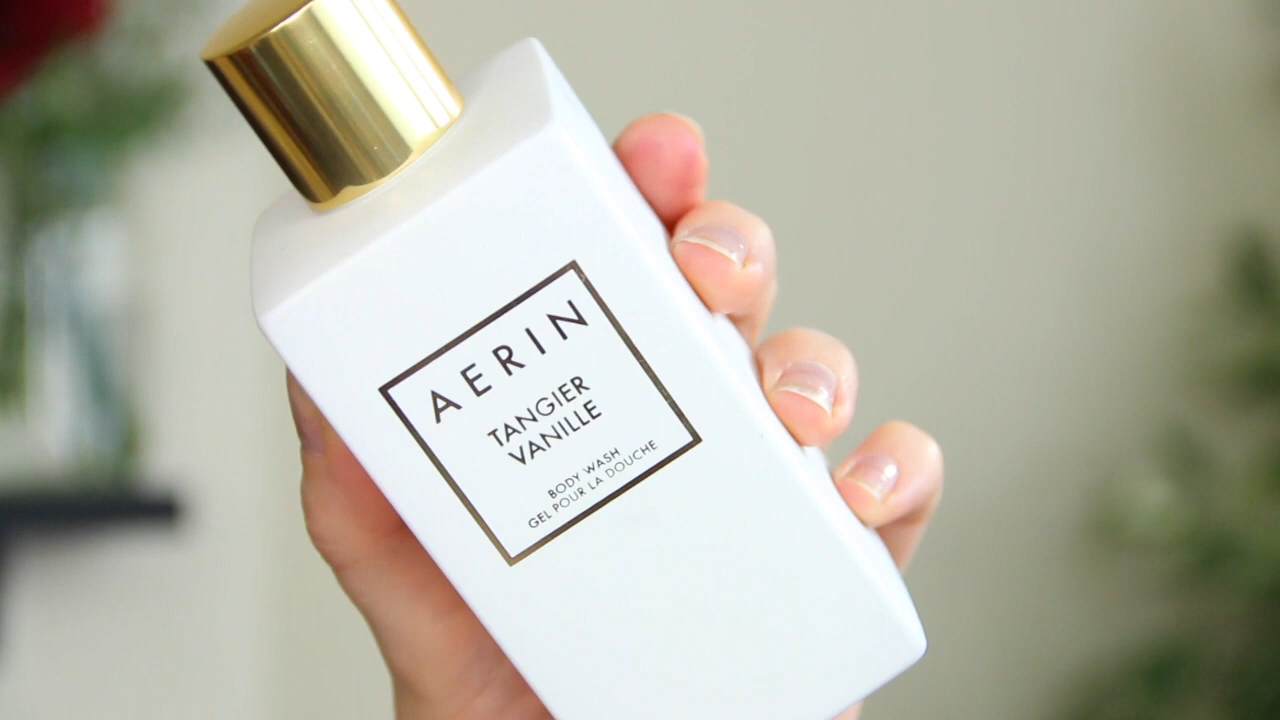 AERIN
TANGIER
VANILLE
BODY WASH
GEL POUR LA DOUCHE